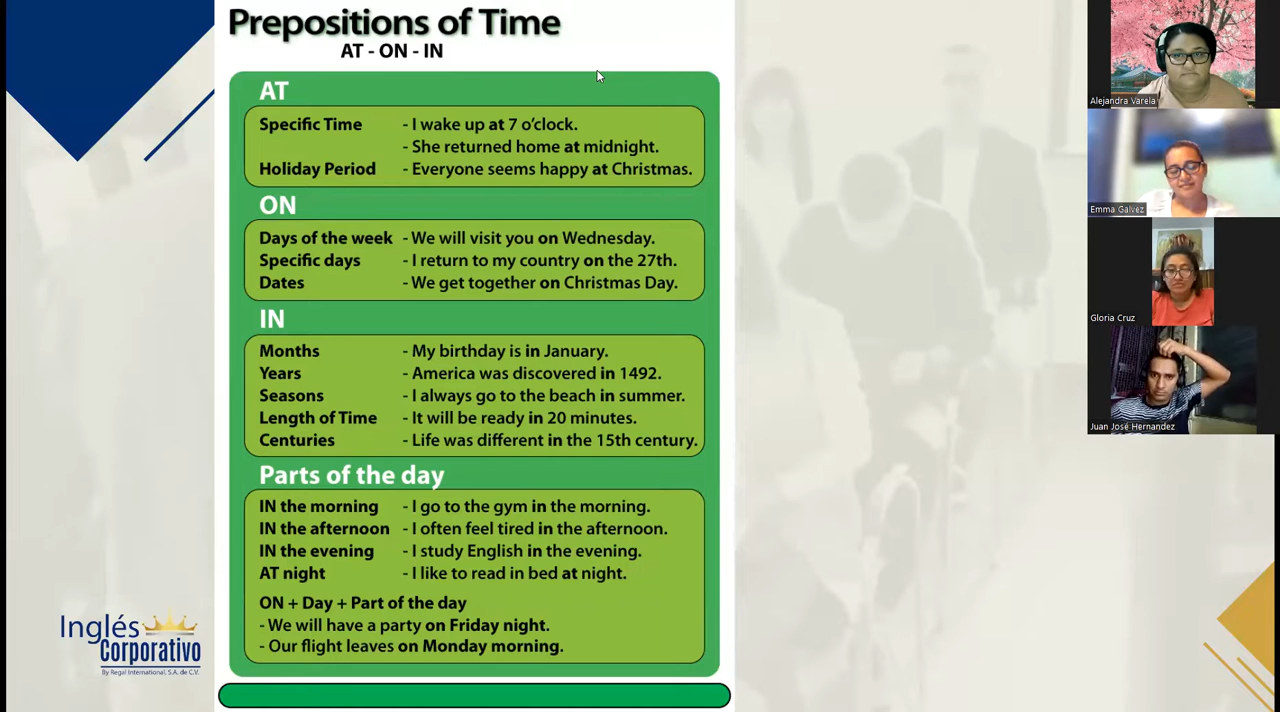 Prepositions of Time
AT - ON - IN
AT
Specific Time - I wake up at 7 o'clock.
- She returned home at midnight.
Holiday Period - Everyone seems happy at Christmas.
ON
Days of the week - We will visit you on Wednesday.
Specific days - I return to my country on the 27th.
Dates - We get together on Christmas Day.
IN
Months - My birthday is in January.
Years - America was discovered in 1492.
Seasons - I always go to the beach in summer.
Length of Time - It will be ready in 20 minutes.
Centuries - Life was different in the 15th century.
Parts of the day
IN the morning - I go to the gym in the morning.
IN the afternoon - I often feel tired in the afternoon.
IN the evening - I study English in the evening.
AT night - I like to read in bed at night.
ON + Day + Part of the day
- We will have a party on Friday night.
- Our flight leaves on Monday morning.
Inglés
Corporativo
By Regal International, S.A. de C.V.
Alejandra Varela
Emma Galvez
Gloria Cruz
Juan José Hernandez